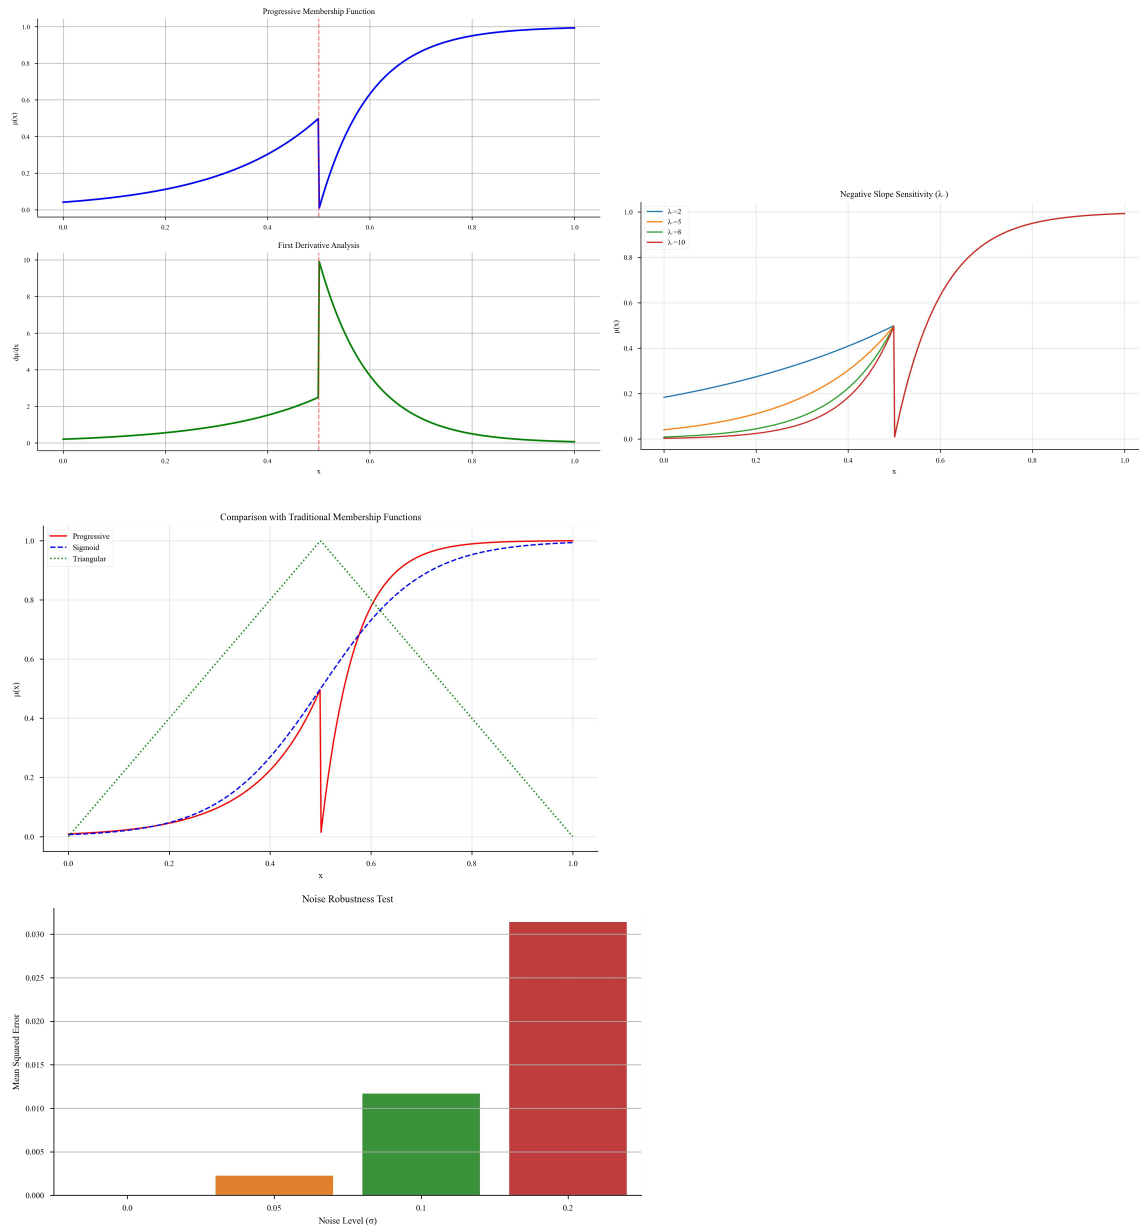 Progressive Membership Function
1.0
0.8
0.6
0.4
0.2
0.0
μ(x)
0.0 0.2 0.4 0.6 0.8 1.0
First Derivative Analysis
10
8
6
4
2
0
dμ/dx
0.0 0.2 0.4 0.6 0.8 1.0
x
Negative Slope Sensitivity (λ-)
λ-=2
λ-=5
λ-=8
λ-=10
1.0
0.8
0.6
0.4
0.2
0.0
μ(x)
0.0 0.2 0.4 0.6 0.8 1.0
x
Comparison with Traditional Membership Functions
Progressive
Sigmoid
Triangular
1.0
0.8
0.6
0.4
0.2
0.0
μ(x)
0.0 0.2 0.4 0.6 0.8 1.0
x
Noise Robustness Test
0.030
0.025
0.020
0.015
0.010
0.005
0.000
Mean Squared Error
0.0 0.05 0.1 0.2
Noise Level (σ)